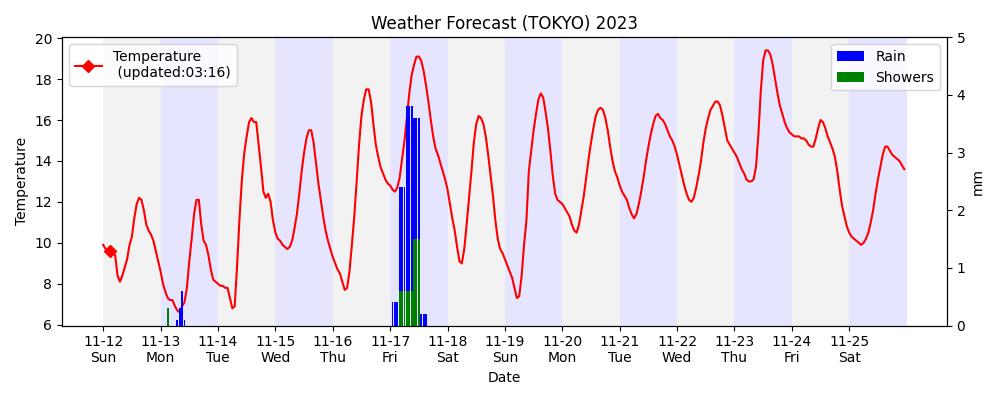 Weather Forecast (TOKYO) 2023
Temperature
(updated:03:16)
Rain
Showers
Temperature
20
18
16
14
12
10
8
6
5
4
3
2
1
0
mm
11-12 11-13 11-14 11-15 11-16 11-17 11-18 11-19 11-20 11-21 11-22 11-23 11-24 11-25
Sun Mon Tue Wed Thu Fri Sat Sun Mon Tue Wed Thu Fri Sat
Date